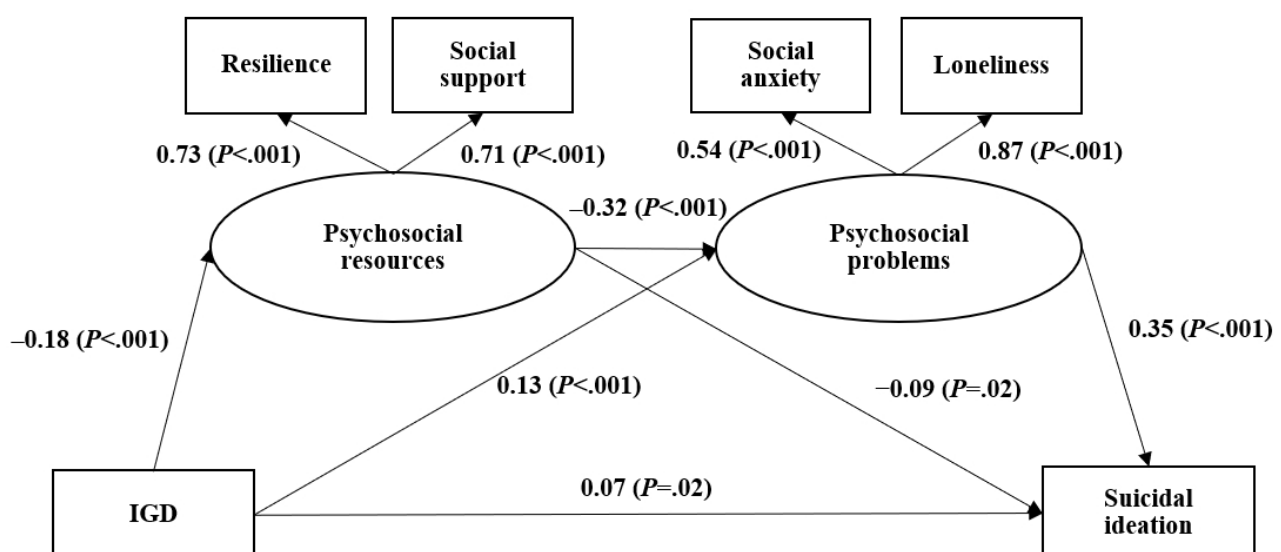 Resilience
Social
support
Social
anxiety
Loneliness
0.73 (P<.001)
0.71 (P<.001)
0.54 (P<.001)
0.87 (P<.001)
Psychosocial
resources
–0.32 (P<.001)
Psychosocial
problems
–0.18 (P<.001)
0.13 (P<.001)
−0.09 (P=.02)
0.35 (P<.001)
IGD
0.07 (P=.02)
Suicidal
ideation